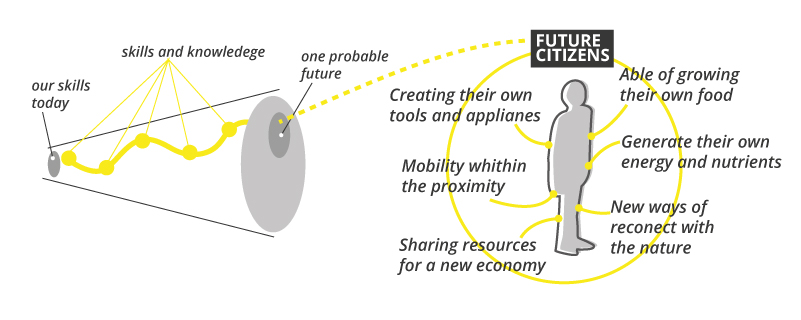 skills and knowledege
our skills
today
one probable
future
FUTURE
CITIZENS
Creating their own
tools and applianes
Mobility whithin
the proximity
Sharing resources
for a new economy
Able of growing
their own food
Generate their own
energy and nutrients
New ways of
reconect with
the nature